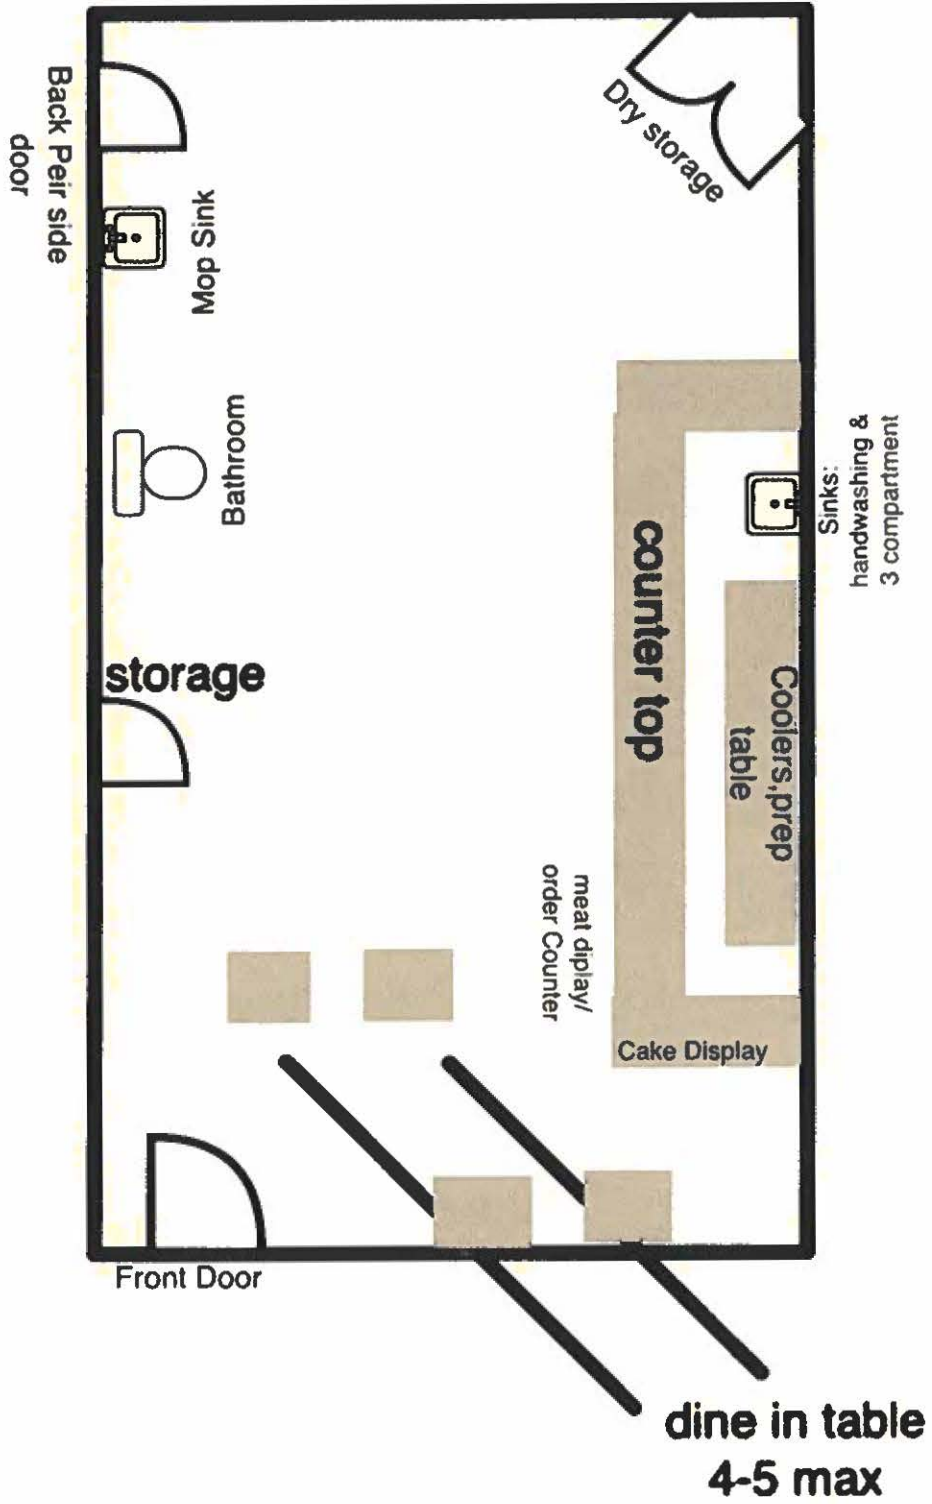 Dry storage
Back Peir side
door
Mop Sink
Bathroom
Sinks:
handwashing &
3 compartment
counter top
storage
Coolers,prep
table
meat diplay/
order Counter
Cake Display
Front Door
dine in table
4-5 max